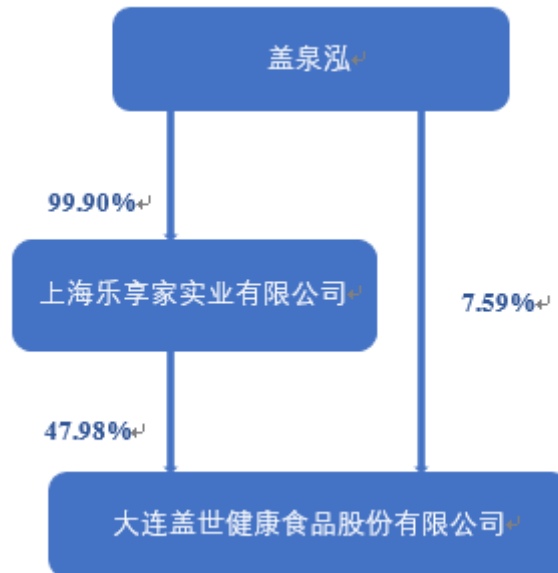 盖泉泓
99.90%
上海乐享家实业有限公司
7.59%
47.98%
大连盖世健康食品股份有限公司